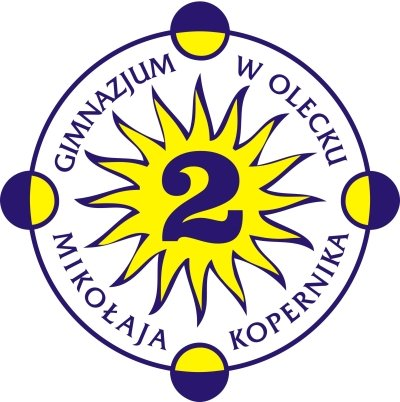 GIMNAZJUM
W OLECKU
2
MIKOŁAJA
KOPERNIKA